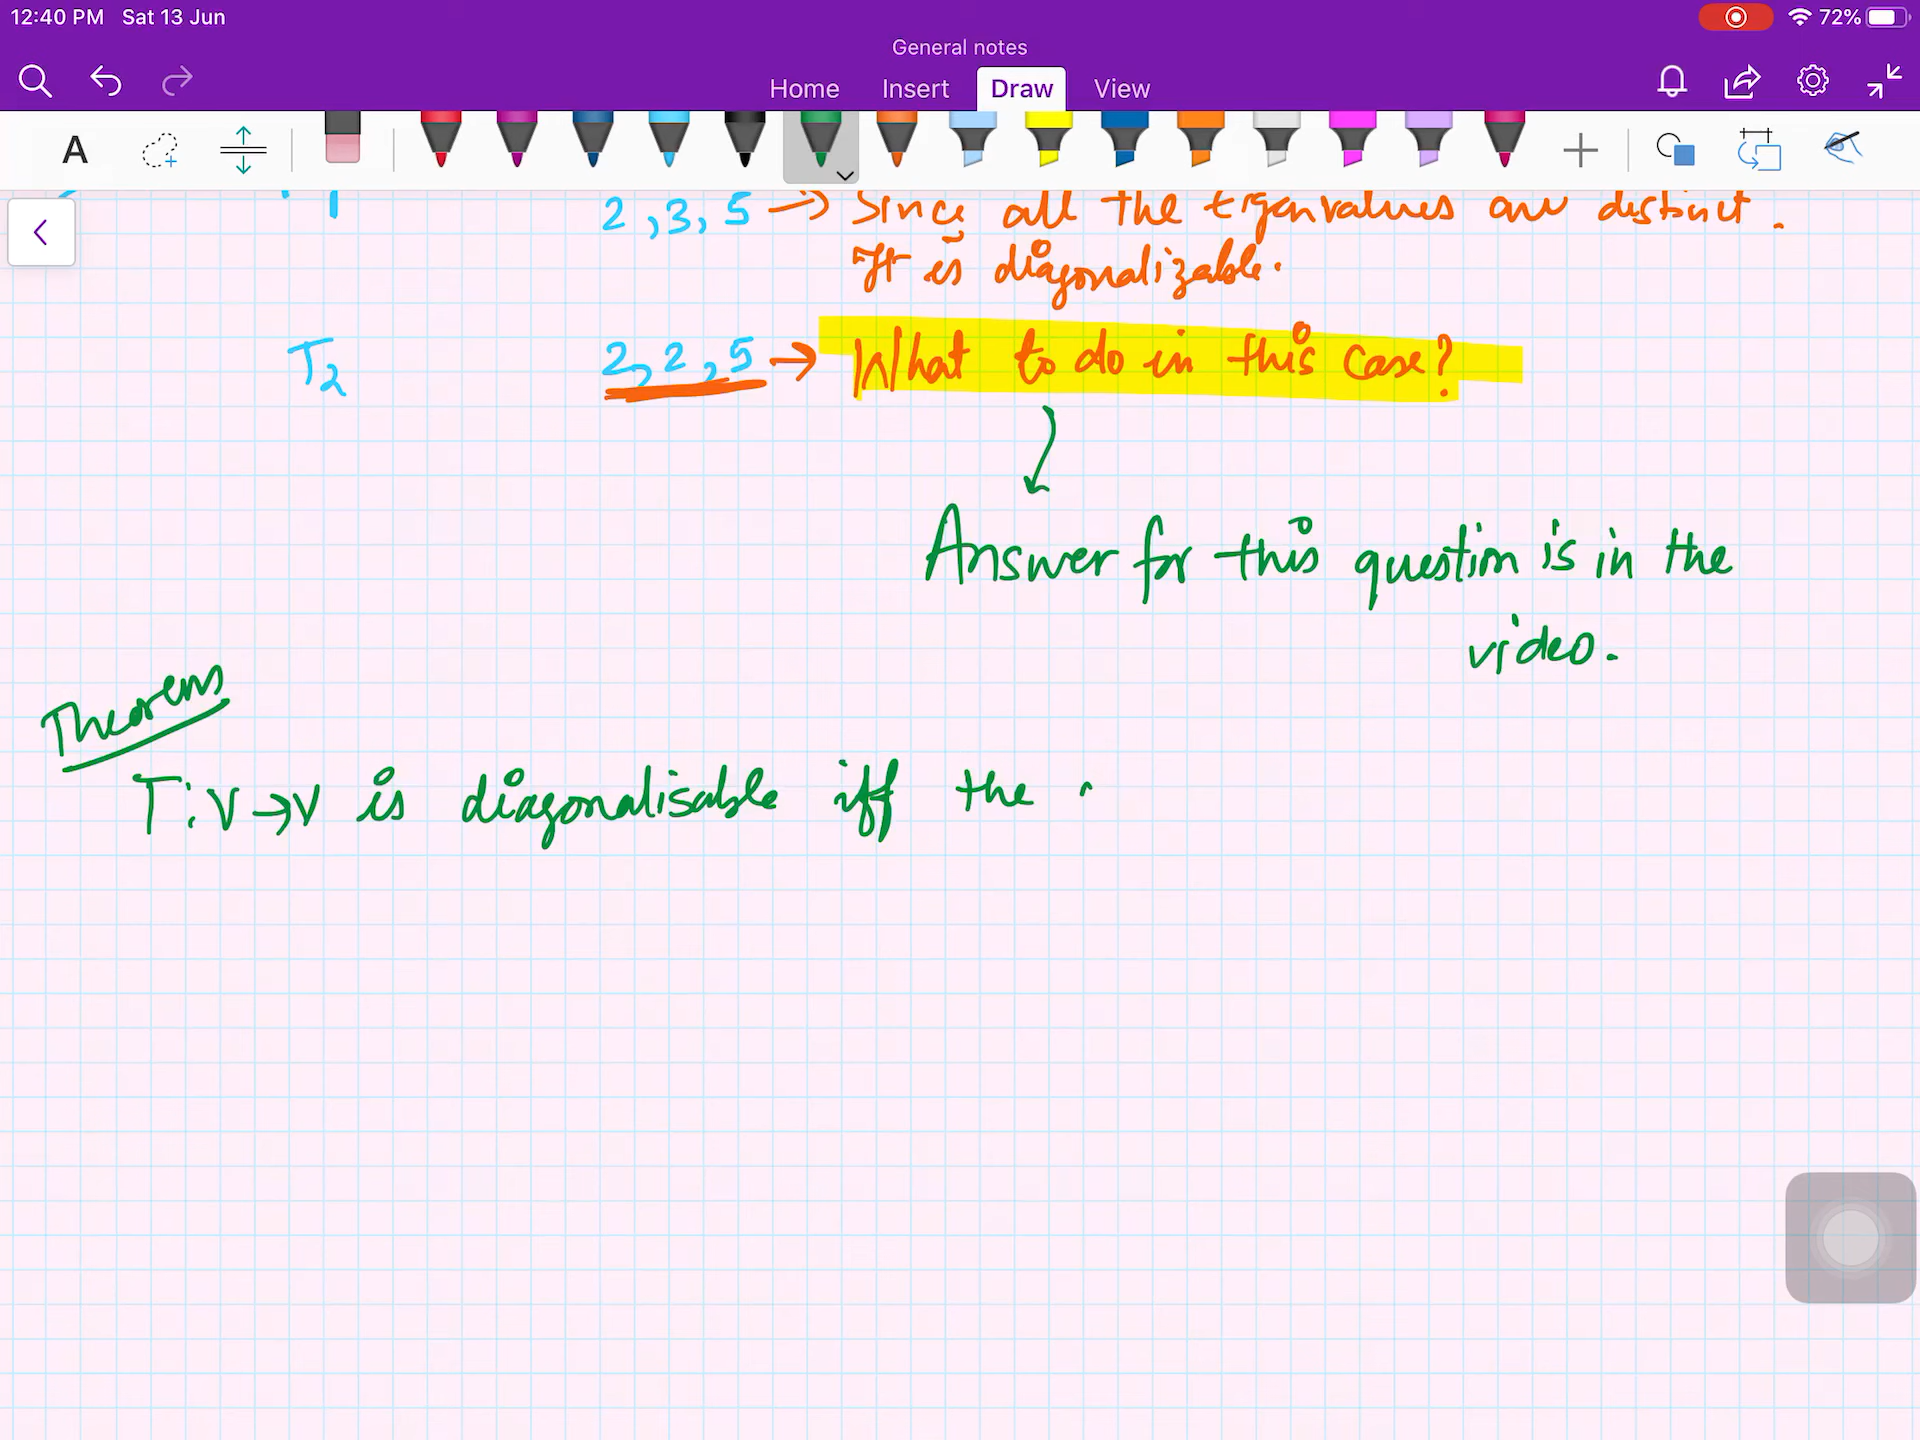 12:40 PM Sat 13 Jun
72%
General notes
Home Insert Draw View
A
2,3,5 → Since all the Eigenvalues are distinct.
It is diagonalizable.
T₂ 2,2,5 → What to do in this case?
Answer for this question is in the
video.
Theorems
T:V→V is diagonalisable iff the